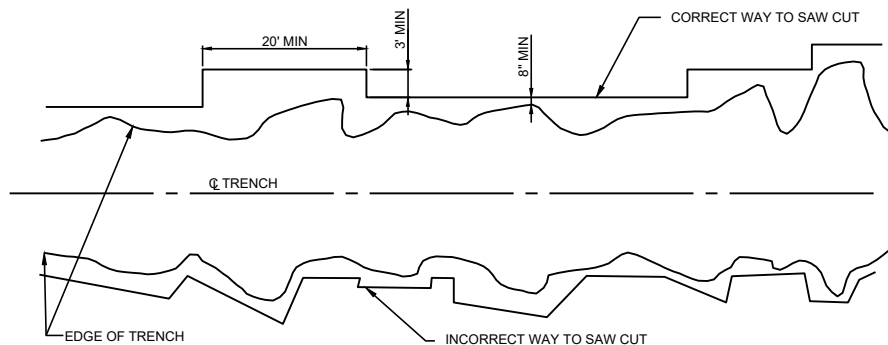 CORRECT WAY TO SAW CUT
20' MIN
3' MIN
8" MIN
℄ TRENCH
EDGE OF TRENCH
INCORRECT WAY TO SAW CUT